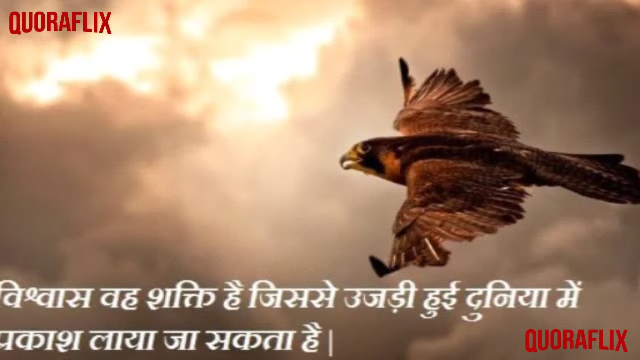 QUORAFLIX
विश्वास वह शक्ति है जिससे उजड़ी हुई दुनिया में
प्रकाश लाया जा सकता है |
QUORAFLIX